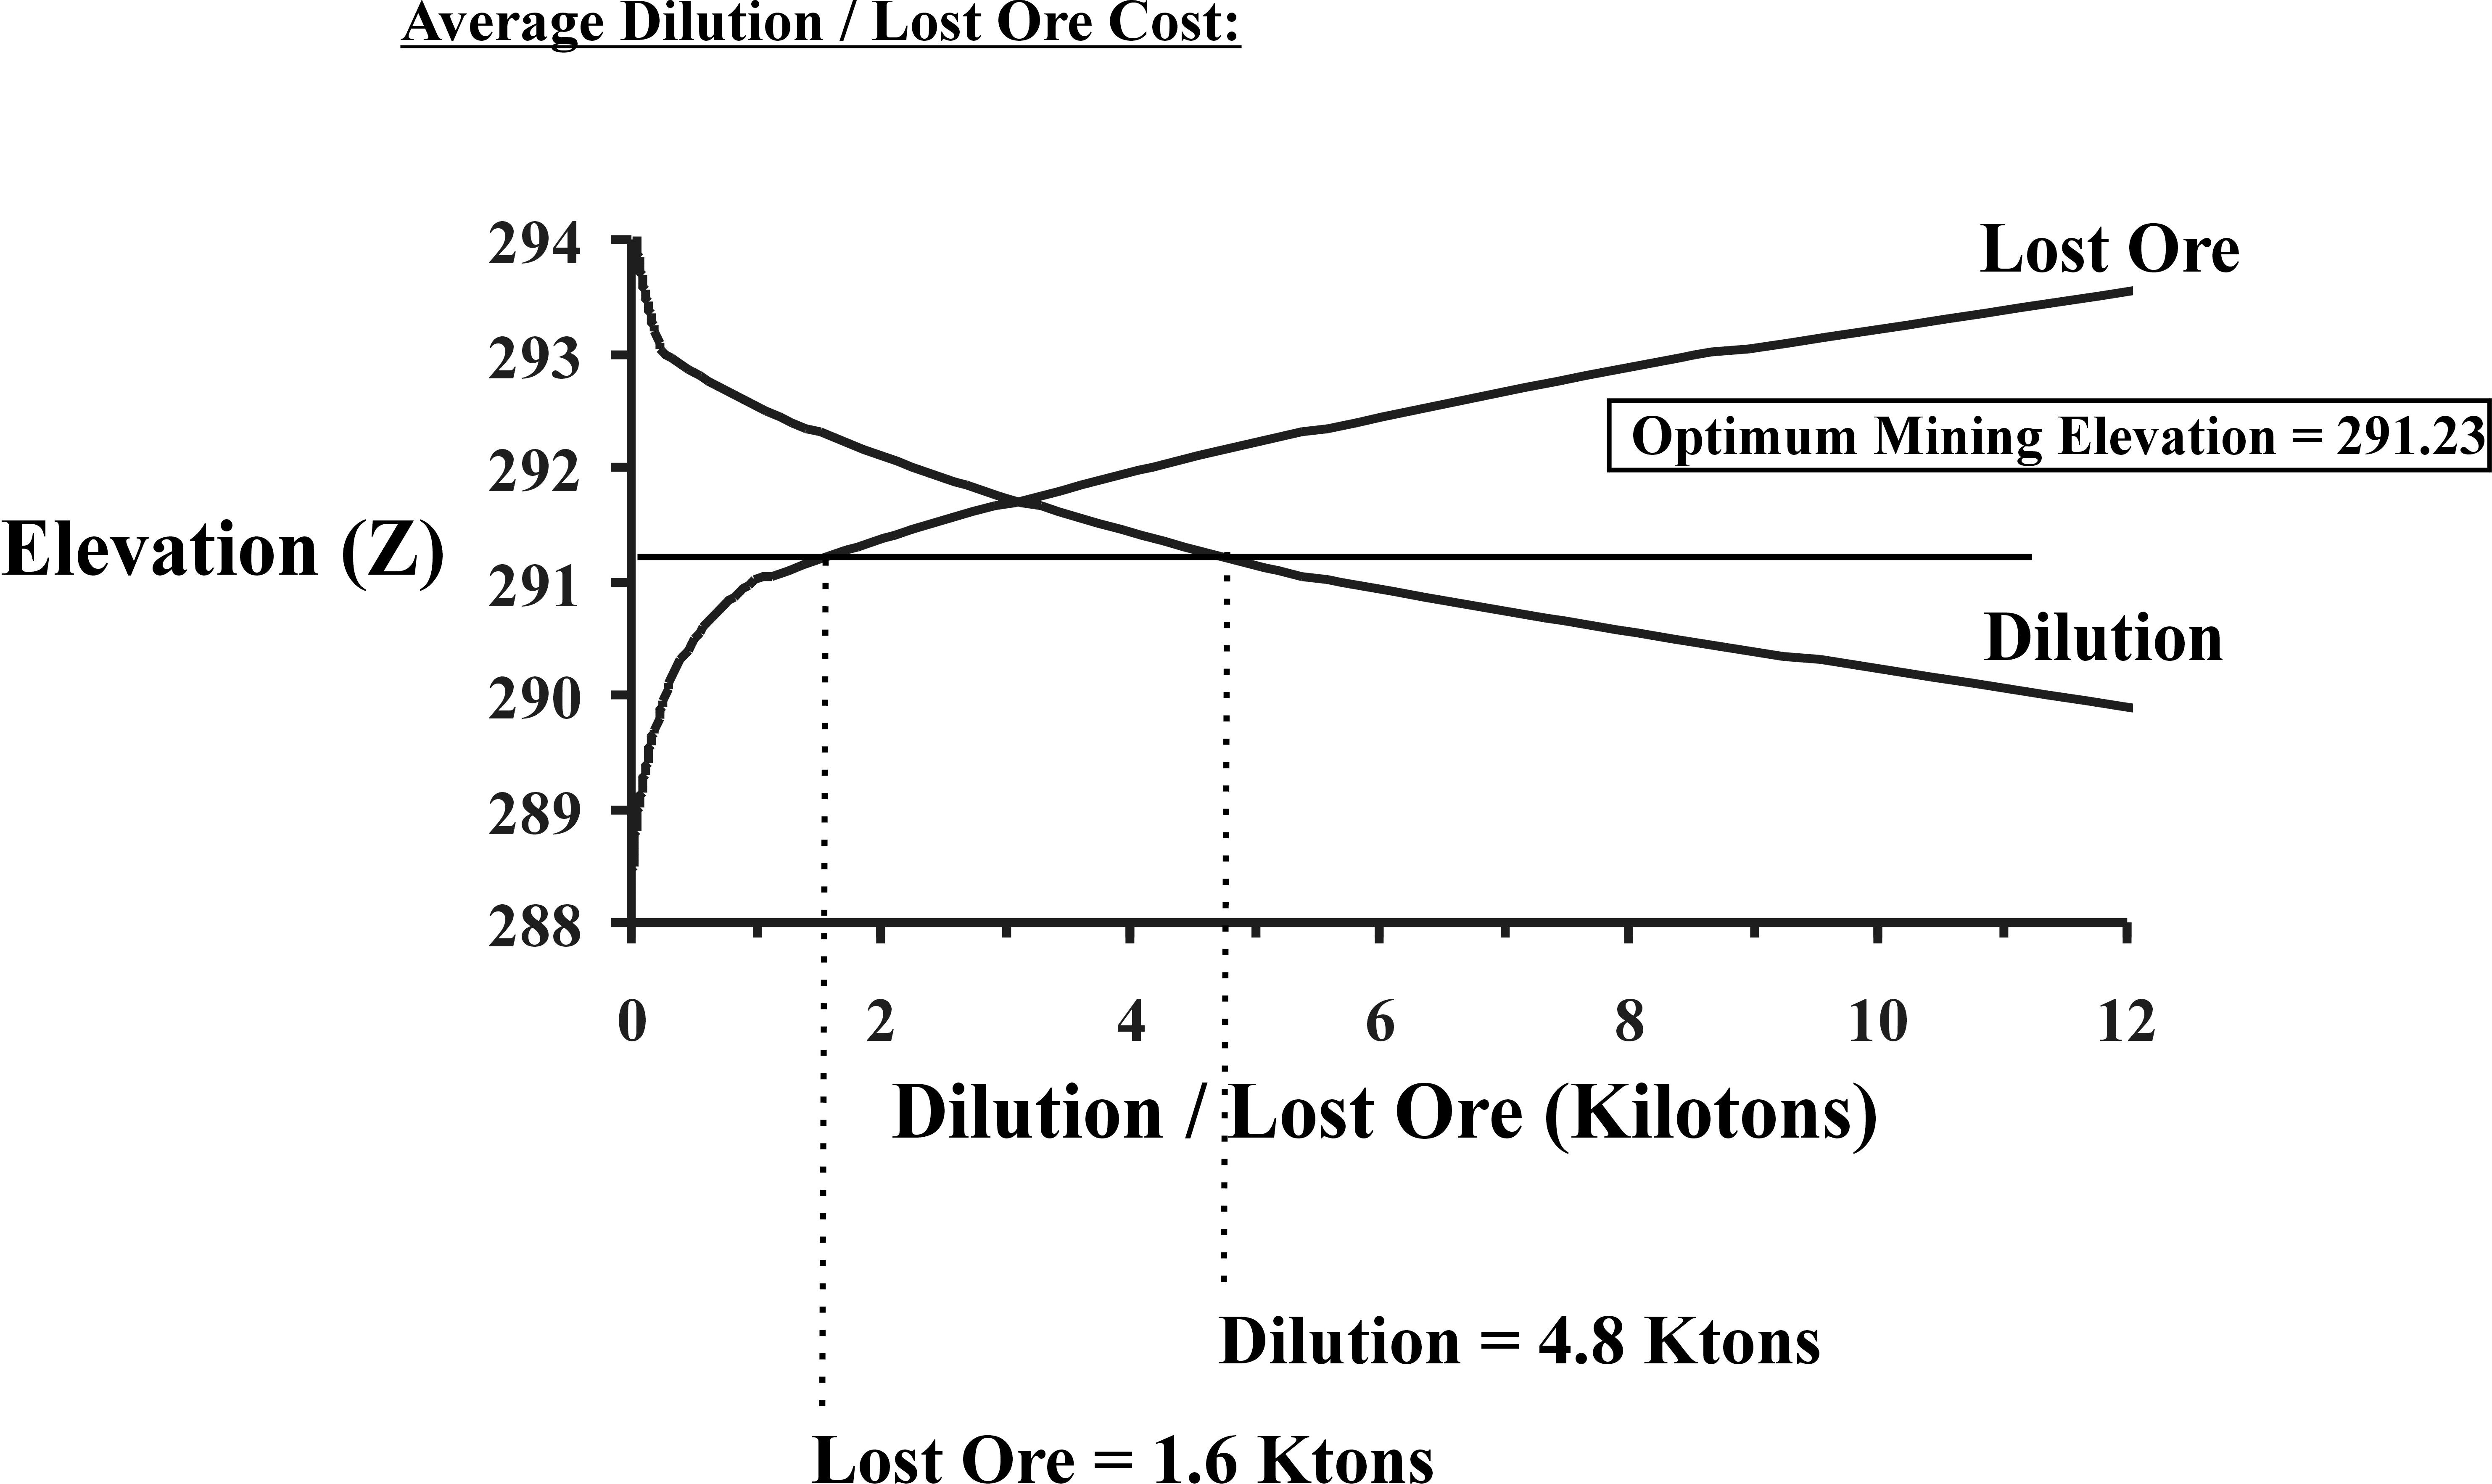 Average Dilution / Lost Ore Cost:
294
Lost Ore
293
Optimum Mining Elevation = 291.23
292
Elevation (Z)
291
Dilution
290
289
288
0 2 4 6 8 10 12
Dilution / Lost Ore (Kilotons)
Dilution = 4.8 Ktons
Lost Ore = 1.6 Ktons